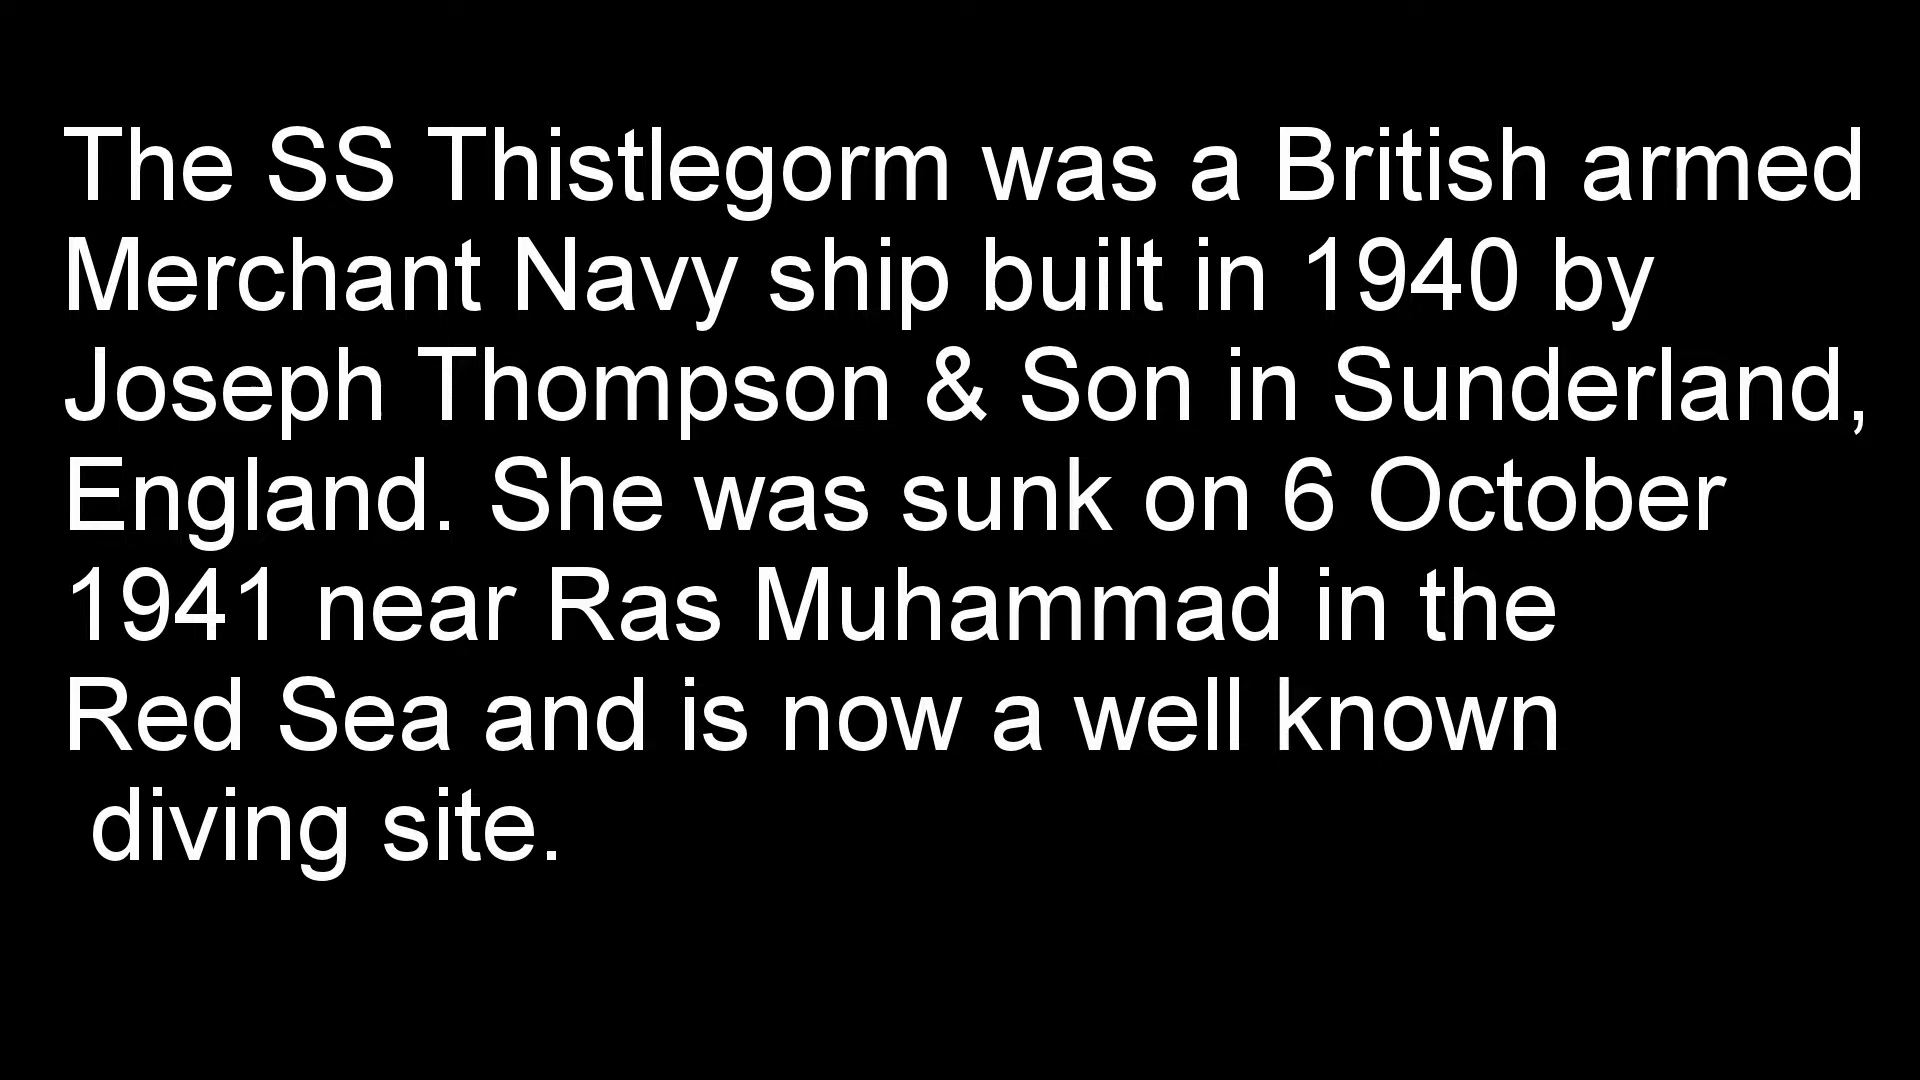 The SS Thistlegorm was a British armed
Merchant Navy ship built in 1940 by
Joseph Thompson & Son in Sunderland,
England. She was sunk on 6 October
1941 near Ras Muhammad in the
Red Sea and is now a well known
diving site.